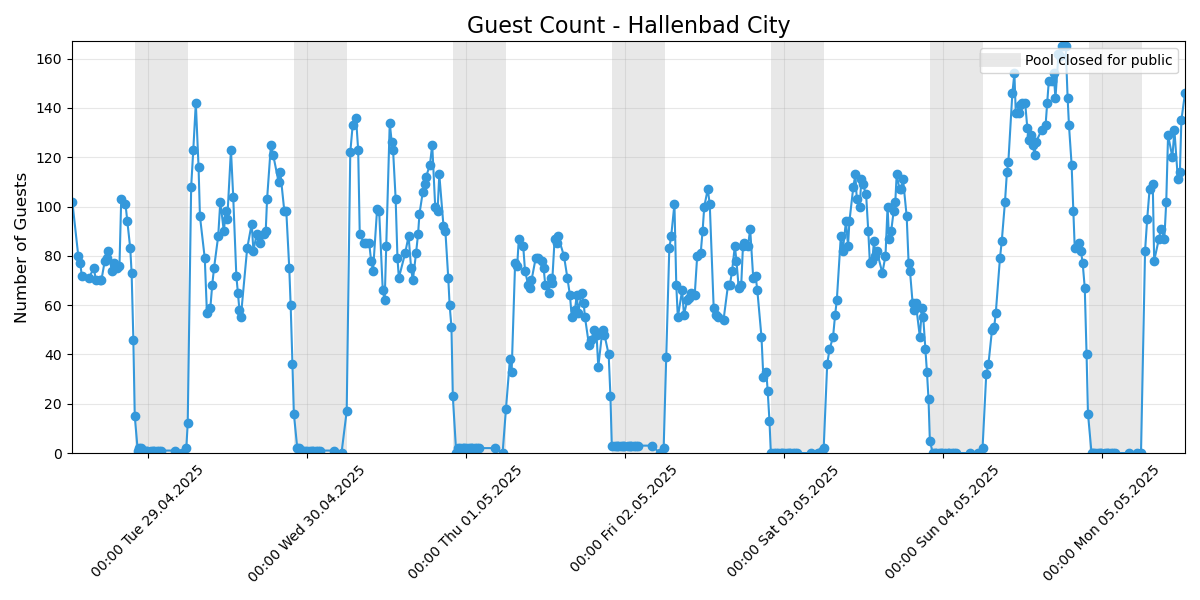 Guest Count - Hallenbad City
Pool closed for public
Number of Guests
160
140
120
100
80
60
40
20
0
00:00 Tue 29.04.2025
00:00 Wed 30.04.2025
00:00 Thu 01.05.2025
00:00 Fri 02.05.2025
00:00 Sat 03.05.2025
00:00 Sun 04.05.2025
00:00 Mon 05.05.2025